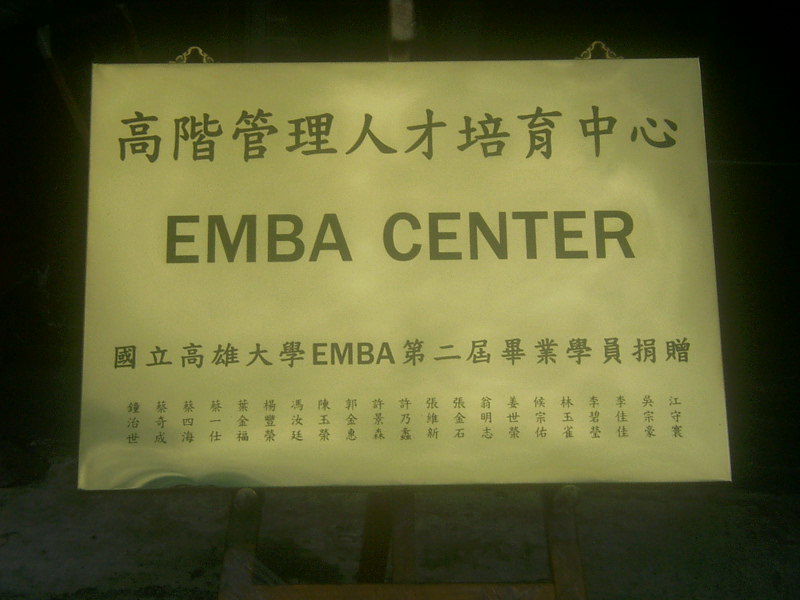 高階管理人才培育中心
EMBA CENTER
國立高雄大學EMBA第二屆畢業學員捐贈
江守寰
吳宗豪
李佳佳
李碧瑩
林玉雀
侯宗佑
姜世榮
翁明志
張金石
張維新
許乃蠡
許景森
郭金惠
陳玉榮
馮汝廷
楊豐榮
葉金福
蔡一仕
蔡四海
蔡奇成
鐘治世